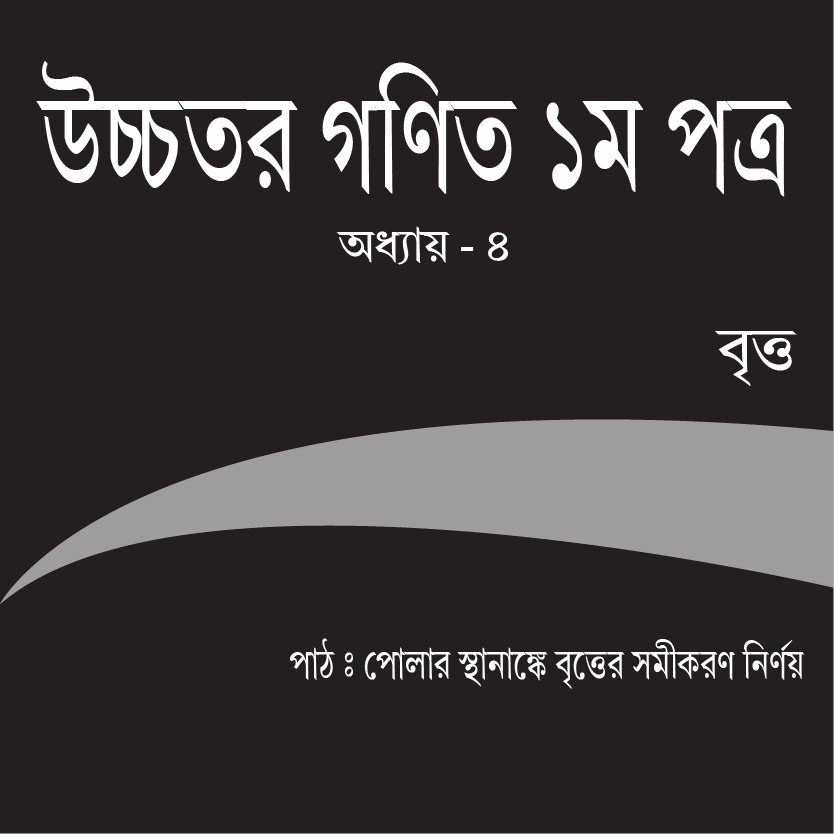 উচ্চতর গণিত ১ম পত্র
অধ্যায় - ৪
বৃত্ত
পাঠ ঃ পোলার স্থানাঙ্কে বৃত্তের সমীকরণ নির্ণয়